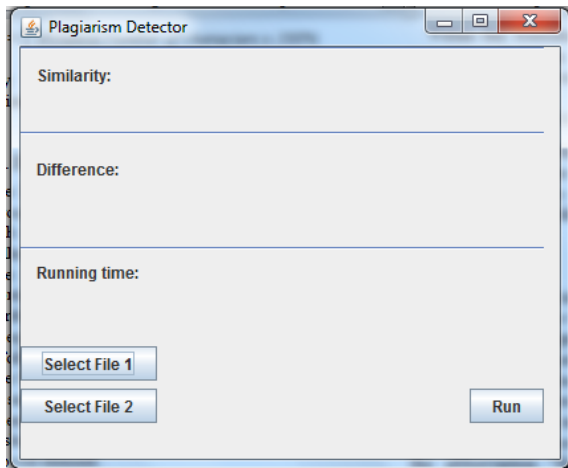 Plagiarism Detector
Similarity:
Difference:
Running time:
Select File 1
Select File 2
Run